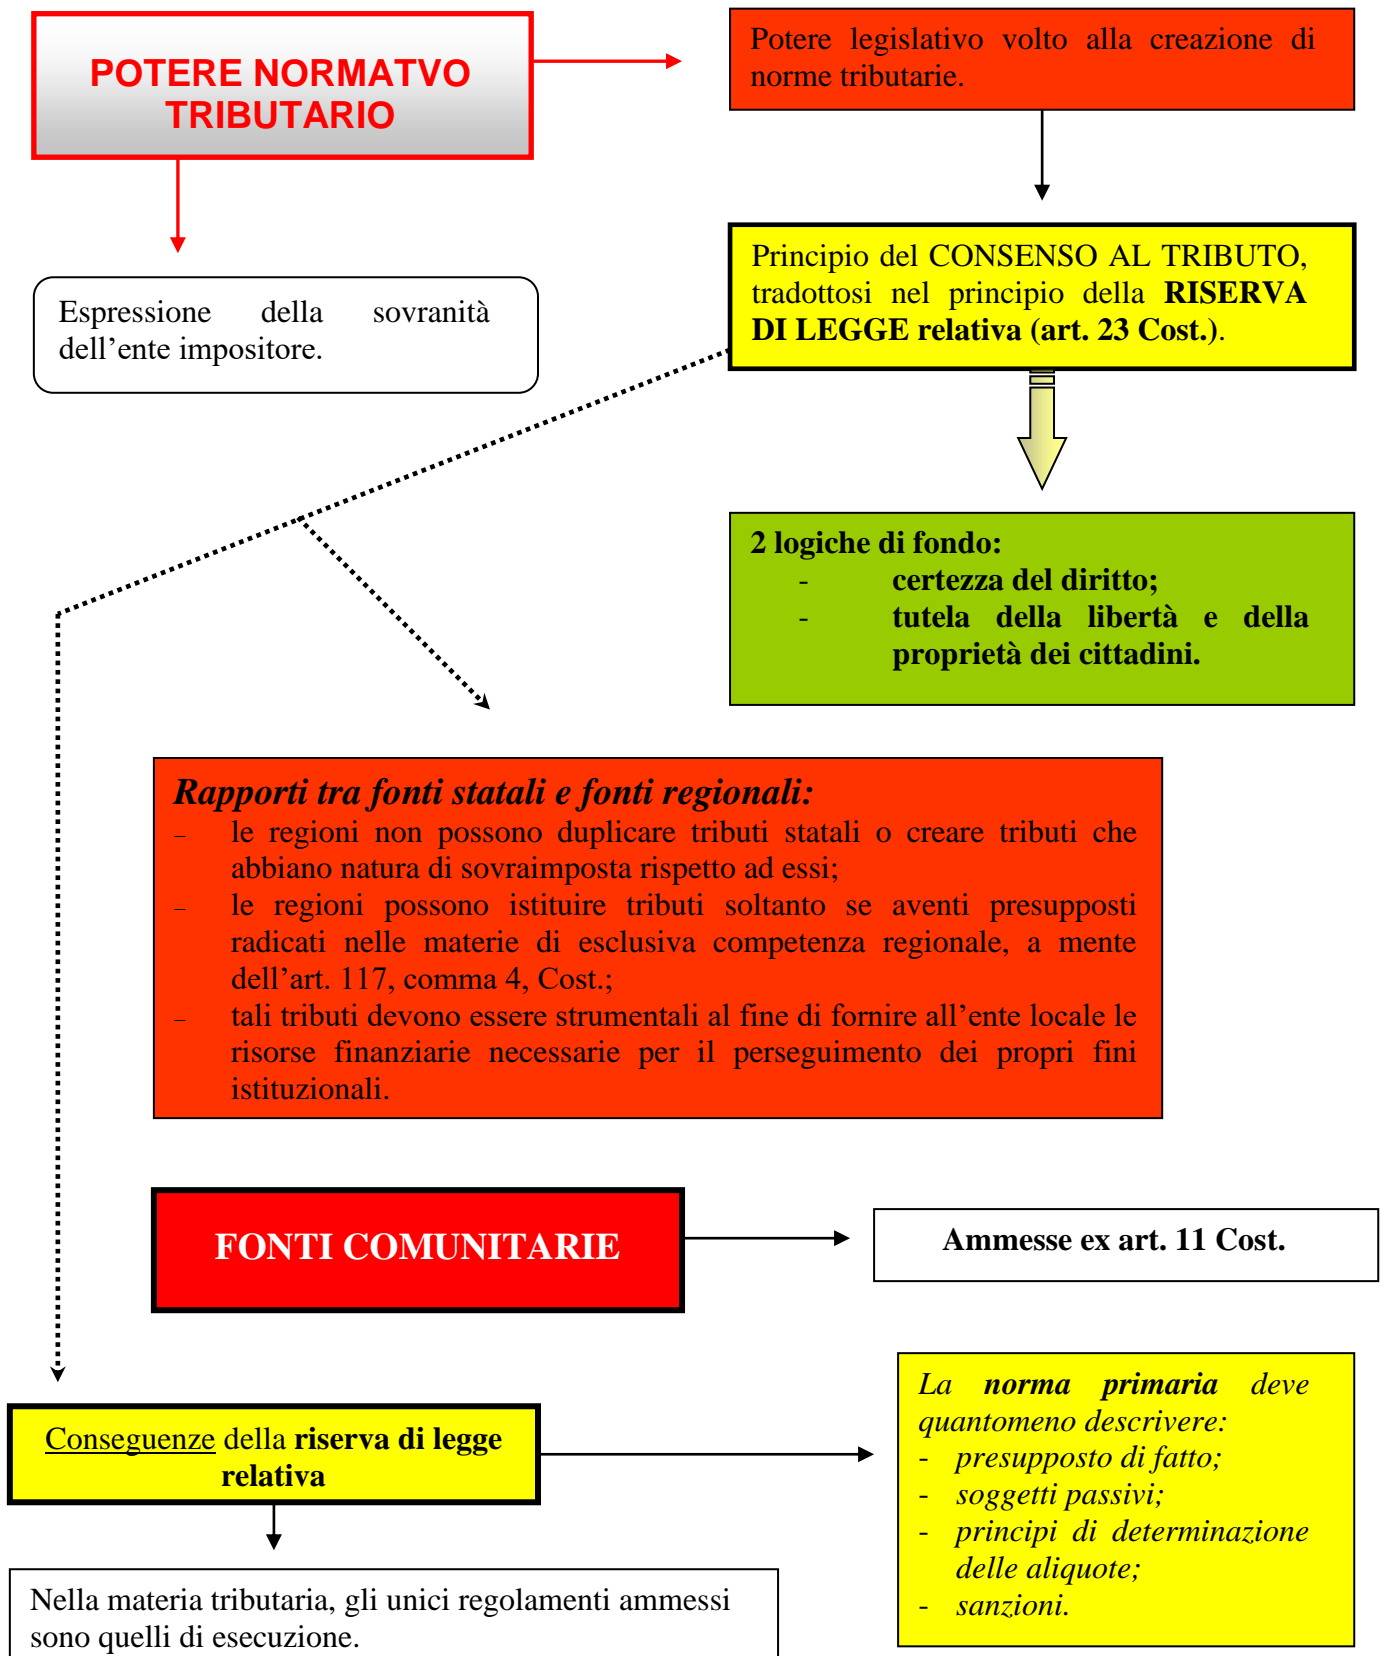 POTERE NORMATVO
TRIBUTARIO
Potere legislativo volto alla creazione di
norme tributarie.
Espressione della sovranità
dell’ente impositore.
Principio del CONSENSO AL TRIBUTO,
tradottosi nel principio della RISERVA
DI LEGGE relativa (art. 23 Cost.).
2 logiche di fondo:
- certezza del diritto;
- tutela della libertà e della
proprietà dei cittadini.
Rapporti tra fonti statali e fonti regionali:
– le regioni non possono duplicare tributi statali o creare tributi che
abbiano natura di sovraimposta rispetto ad essi;
– le regioni possono istituire tributi soltanto se aventi presupposti
radicati nelle materie di esclusiva competenza regionale, a mente
dell’art. 117, comma 4, Cost.;
– tali tributi devono essere strumentali al fine di fornire all’ente locale le
risorse finanziarie necessarie per il perseguimento dei propri fini
istituzionali.
FONTI COMUNITARIE
Ammesse ex art. 11 Cost.
Conseguenze della riserva di legge
relativa
La norma primaria deve
quantomeno descrivere:
- presupposto di fatto;
- soggetti passivi;
- principi di determinazione
delle aliquote;
- sanzioni.
Nella materia tributaria, gli unici regolamenti ammessi
sono quelli di esecuzione.